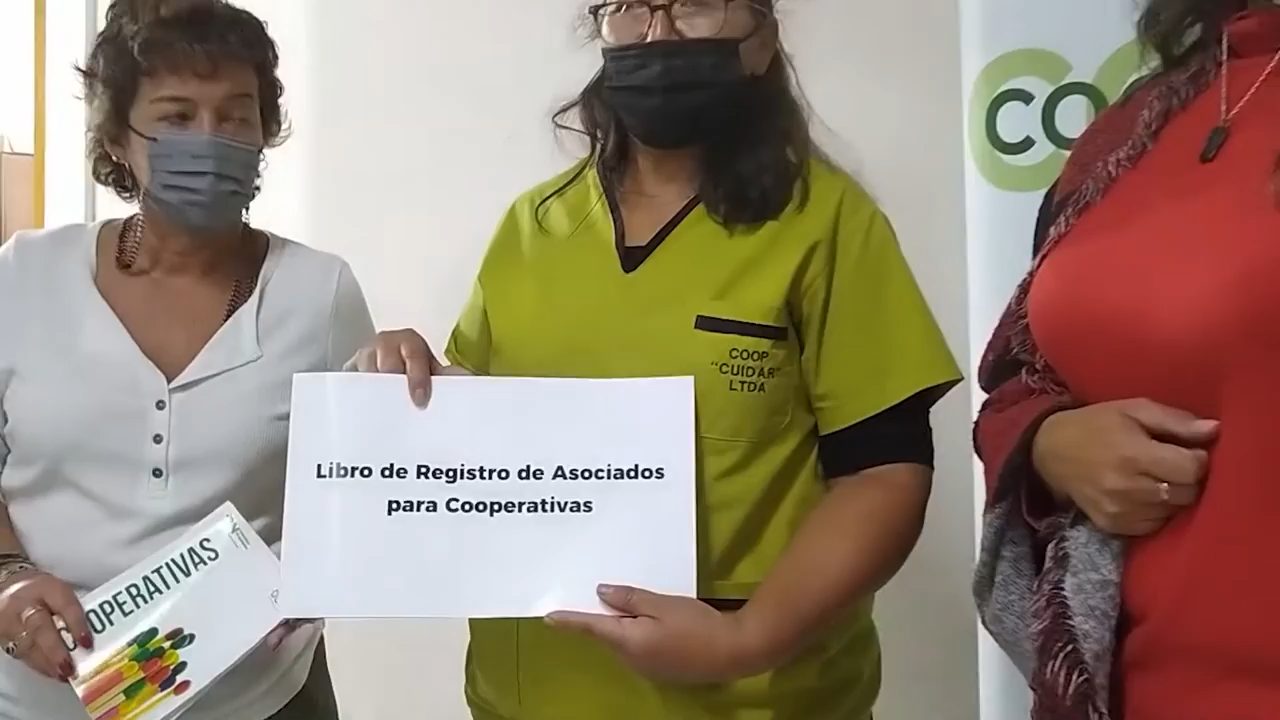 CO
COOP
"CUIDAR"
LTDA
Libro de Registro de Asociados
para Cooperativas
OPERATIVAS